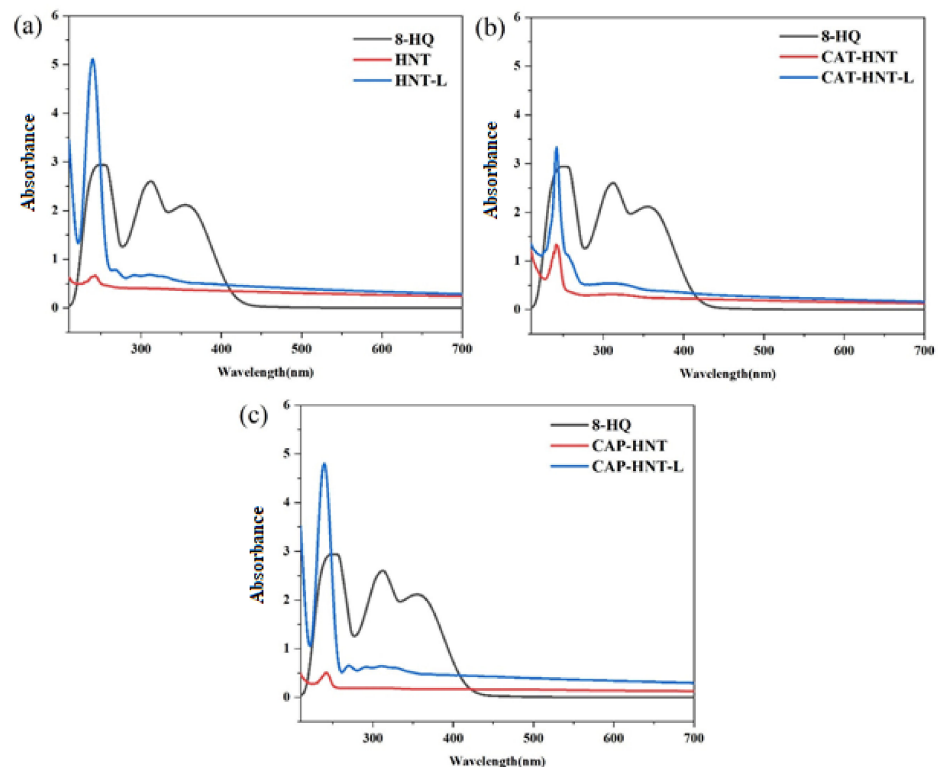 (a)
6
5
4
3
2
1
0
Absorbance
8-HQ
HNT
HNT-L
300 400 500 600 700
Wavelength(nm)
(b)
6
5
4
3
2
1
0
Absorbance
8-HQ
CAT-HNT
CAT-HNT-L
300 400 500 600 700
Wavelength(nm)
(c)
6
5
4
3
2
1
0
Absorbance
8-HQ
CAP-HNT
CAP-HNT-L
300 400 500 600 700
Wavelength(nm)